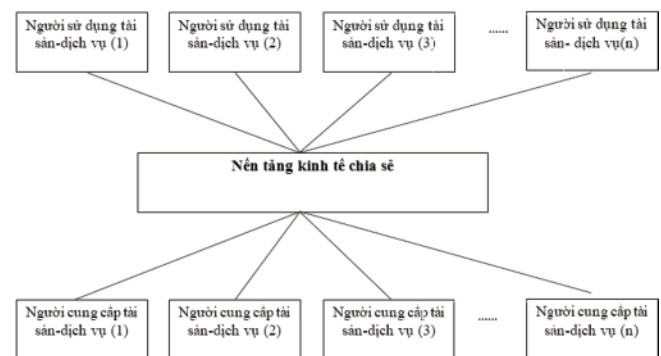 Người sử dụng tài
sản-dịch vụ (1)
Người sử dụng tài
sản-dịch vụ (2)
Người sử dụng tài
sản-dịch vụ (3)
......
Người sử dụng tài
sản- dịch vụ(n)
Nền tảng kinh tế chia sẻ
Người cung cấp tài
sản-dịch vụ (1)
Người cung cấp tài
sản-dịch vụ (2)
Người cung cấp tài
sản-dịch vụ (3)
......
Người cung cấp tài
sản-dịch vụ (n)